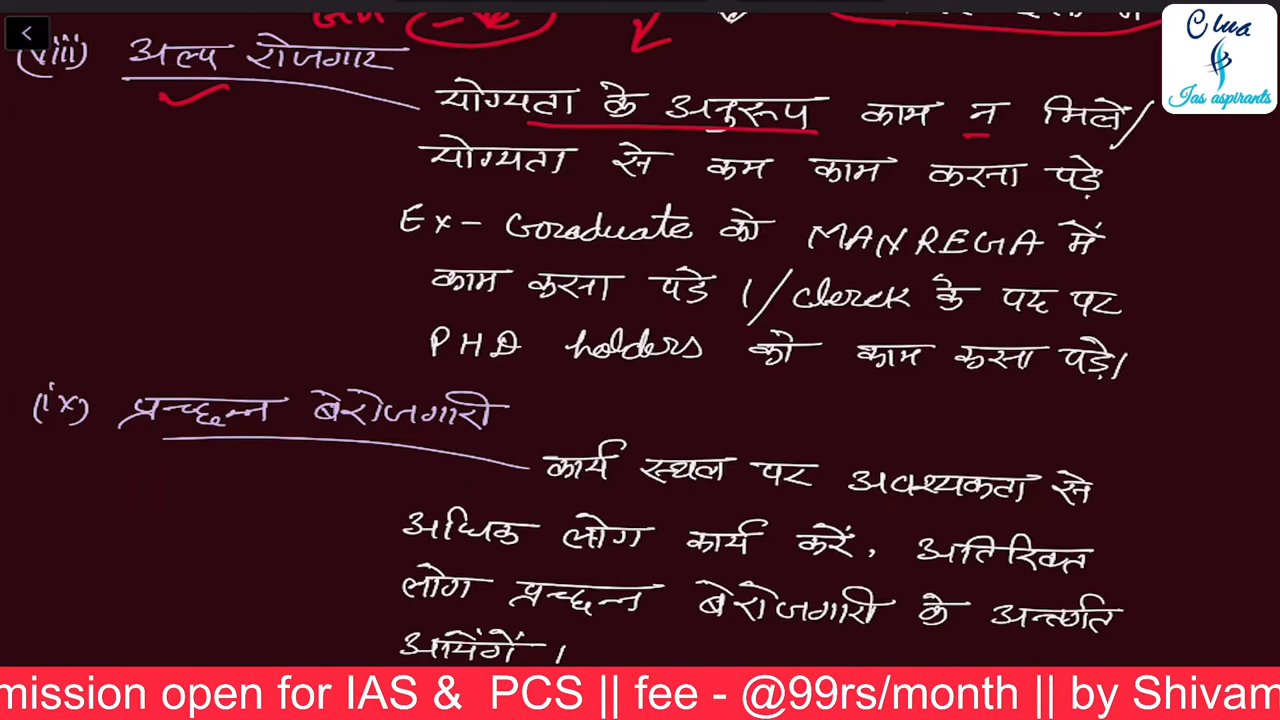 (viii) अल्प रोजगार
योग्यता के अनुरूप काम न मिले/
योग्यता से कम काम करना पड़े
Ex- Graduate को MANREGA में
काम करना पड़े ।/clerck के पद पर
PHD holders को काम करना पड़े।
(ix) प्रच्छन्न बेरोजगारी
कार्य स्थल पर अवश्यकता से
अधिक लोग कार्य करें, अतिरिक्त
लोग प्रच्छन्न बेरोजगारी के अन्तर्गत
आयेंगें ।
Clua
Ias aspirants
mission open for IAS & PCS || fee - @99rs/month || by Shivam